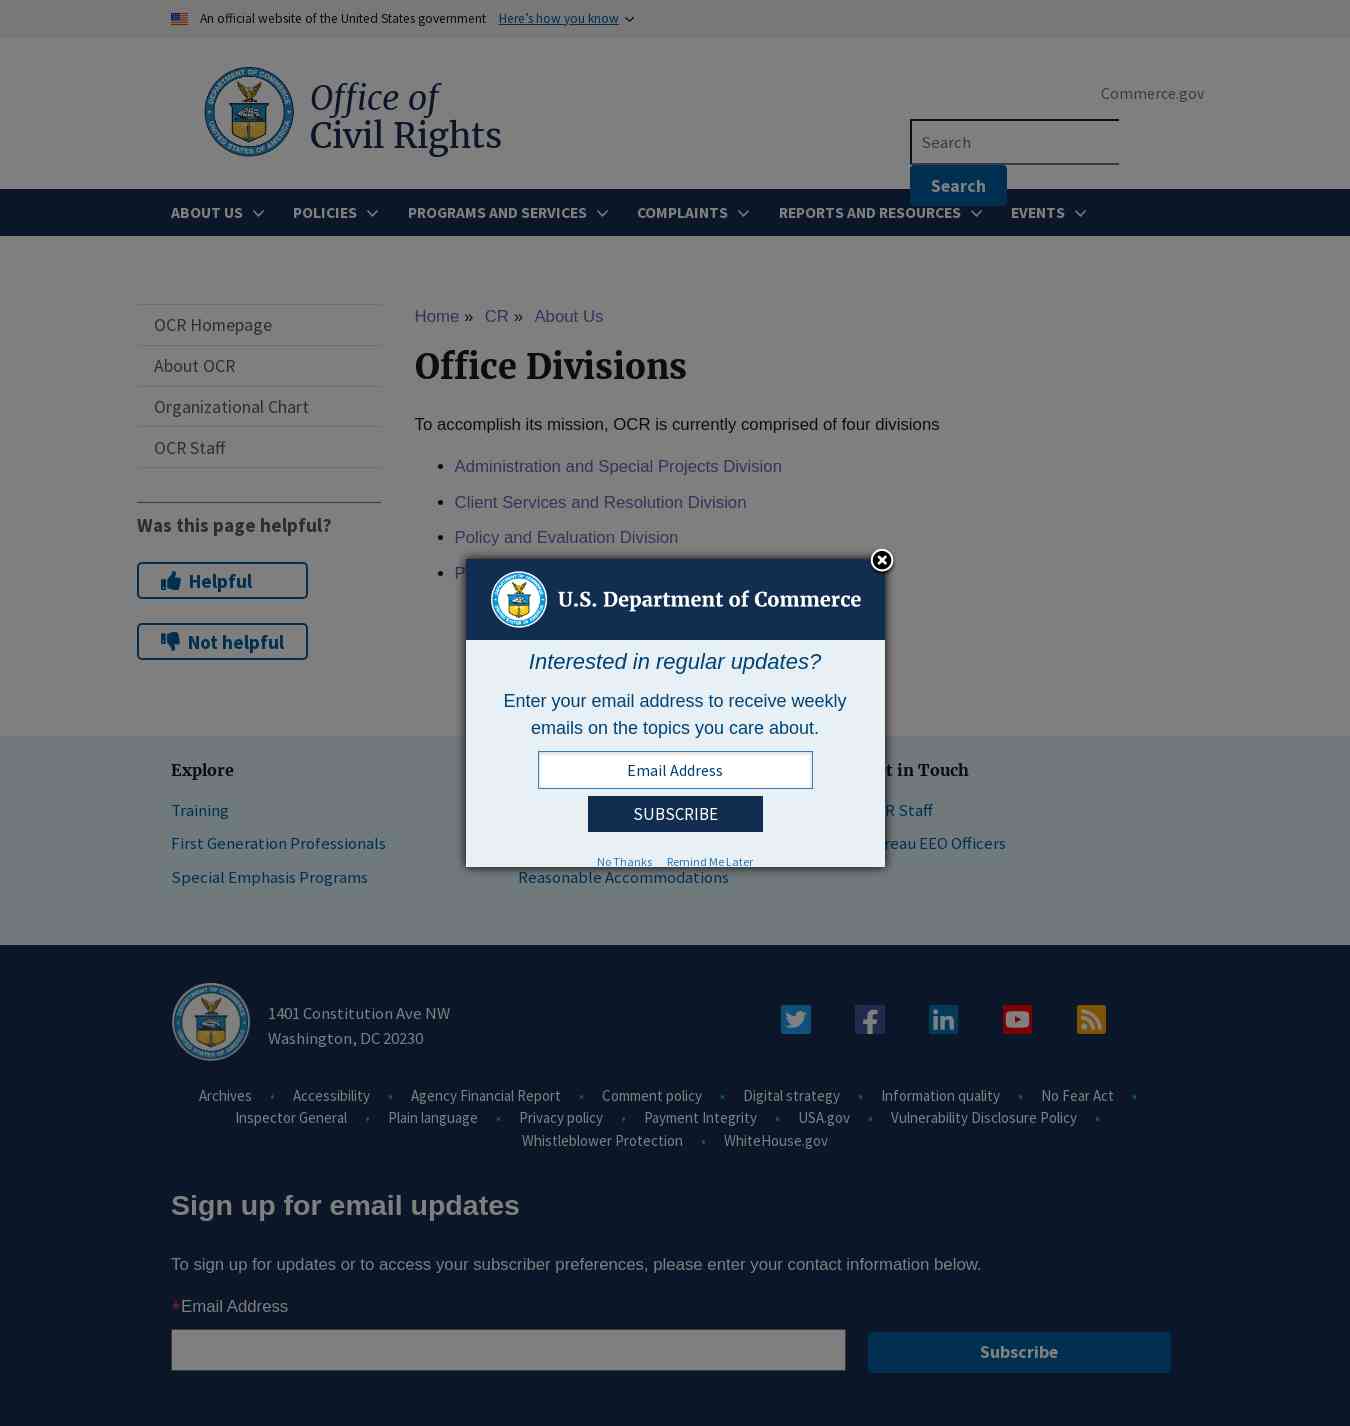 An official website of the United States government Here's how you know
Office of
Civil Rights
Commerce.gov
Search
Search
ABOUT US POLICIES PROGRAMS AND SERVICES COMPLAINTS REPORTS AND RESOURCES EVENTS
OCR Homepage
About OCR
Organizational Chart
OCR Staff
Was this page helpful?
Helpful
Not helpful
Home » CR » About Us
Office Divisions
To accomplish its mission, OCR is currently comprised of four divisions
Administration and Special Projects Division
Client Services and Resolution Division
Policy and Evaluation Division
P
U.S. Department of Commerce
Interested in regular updates?
Enter your email address to receive weekly
emails on the topics you care about.
Email Address
SUBSCRIBE
No Thanks Remind Me Later
Explore
Training
First Generation Professionals
Special Emphasis Programs
Reasonable Accommodations
t in Touch
R Staff
reau EEO Officers
DEPARTMENT OF COMMERCE
UNITED STATES OF AMERICA
1401 Constitution Ave NW
Washington, DC 20230
Archives • Accessibility • Agency Financial Report • Comment policy • Digital strategy • Information quality • No Fear Act •
Inspector General • Plain language • Privacy policy • Payment Integrity • USA.gov • Vulnerability Disclosure Policy •
Whistleblower Protection • WhiteHouse.gov
Sign up for email updates
To sign up for updates or to access your subscriber preferences, please enter your contact information below.
*Email Address
Subscribe